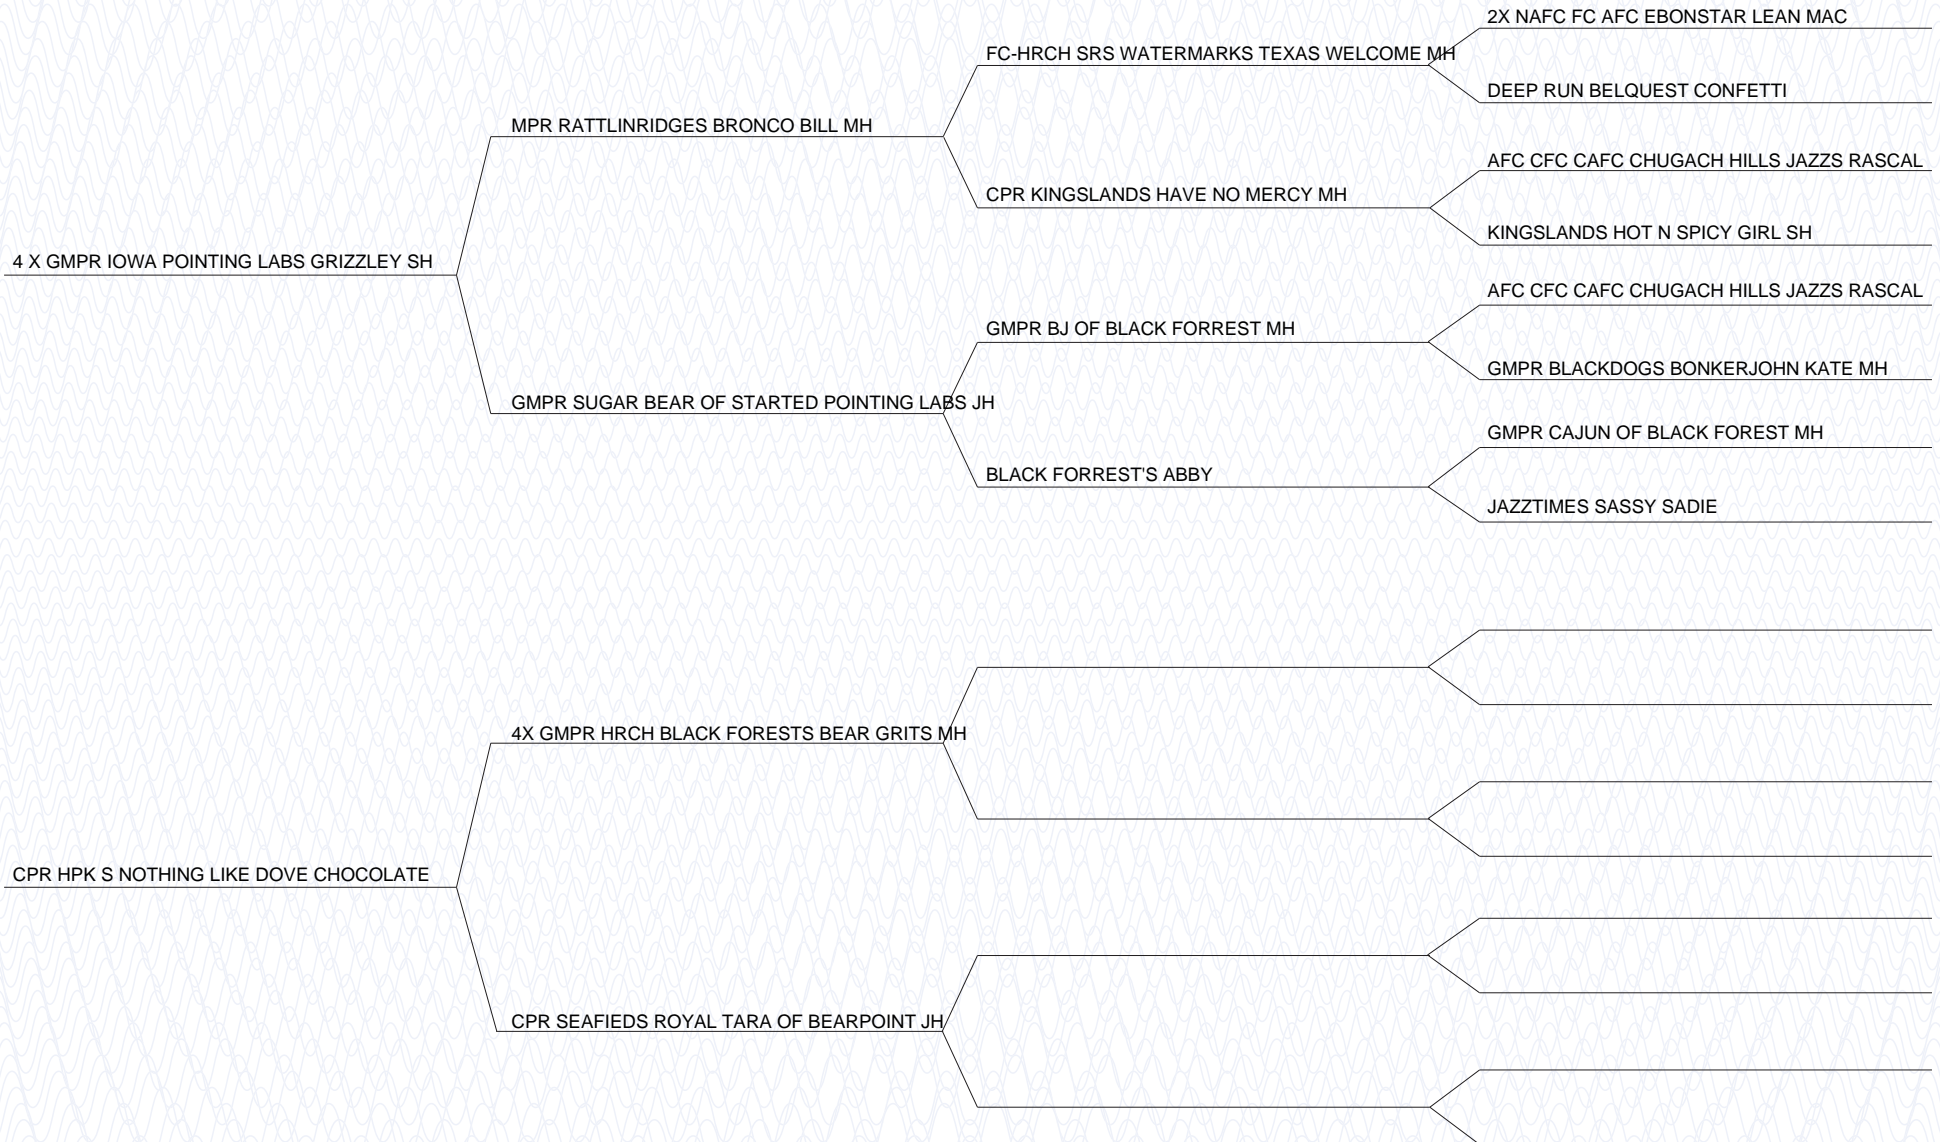 2X NAFC FC AFC EBONSTAR LEAN MAC
FC-HRCH SRS WATERMARKS TEXAS WELCOME MH
DEEP RUN BELQUEST CONFETTI
MPR RATTLINRIDGES BRONCO BILL MH
AFC CFC CAFC CHUGACH HILLS JAZZS RASCAL
CPR KINGSLANDS HAVE NO MERCY MH
KINGSLANDS HOT N SPICY GIRL SH
4 X GMPR IOWA POINTING LABS GRIZZLEY SH
AFC CFC CAFC CHUGACH HILLS JAZZS RASCAL
GMPR BJ OF BLACK FORREST MH
GMPR BLACKDOGS BONKERJOHN KATE MH
GMPR SUGAR BEAR OF STARTED POINTING LABS JH
GMPR CAJUN OF BLACK FOREST MH
BLACK FORREST'S ABBY
JAZZTIMES SASSY SADIE
4X GMPR HRCH BLACK FORESTS BEAR GRITS MH
CPR HPK S NOTHING LIKE DOVE CHOCOLATE
CPR SEAFIEDS ROYAL TARA OF BEARPOINT JH